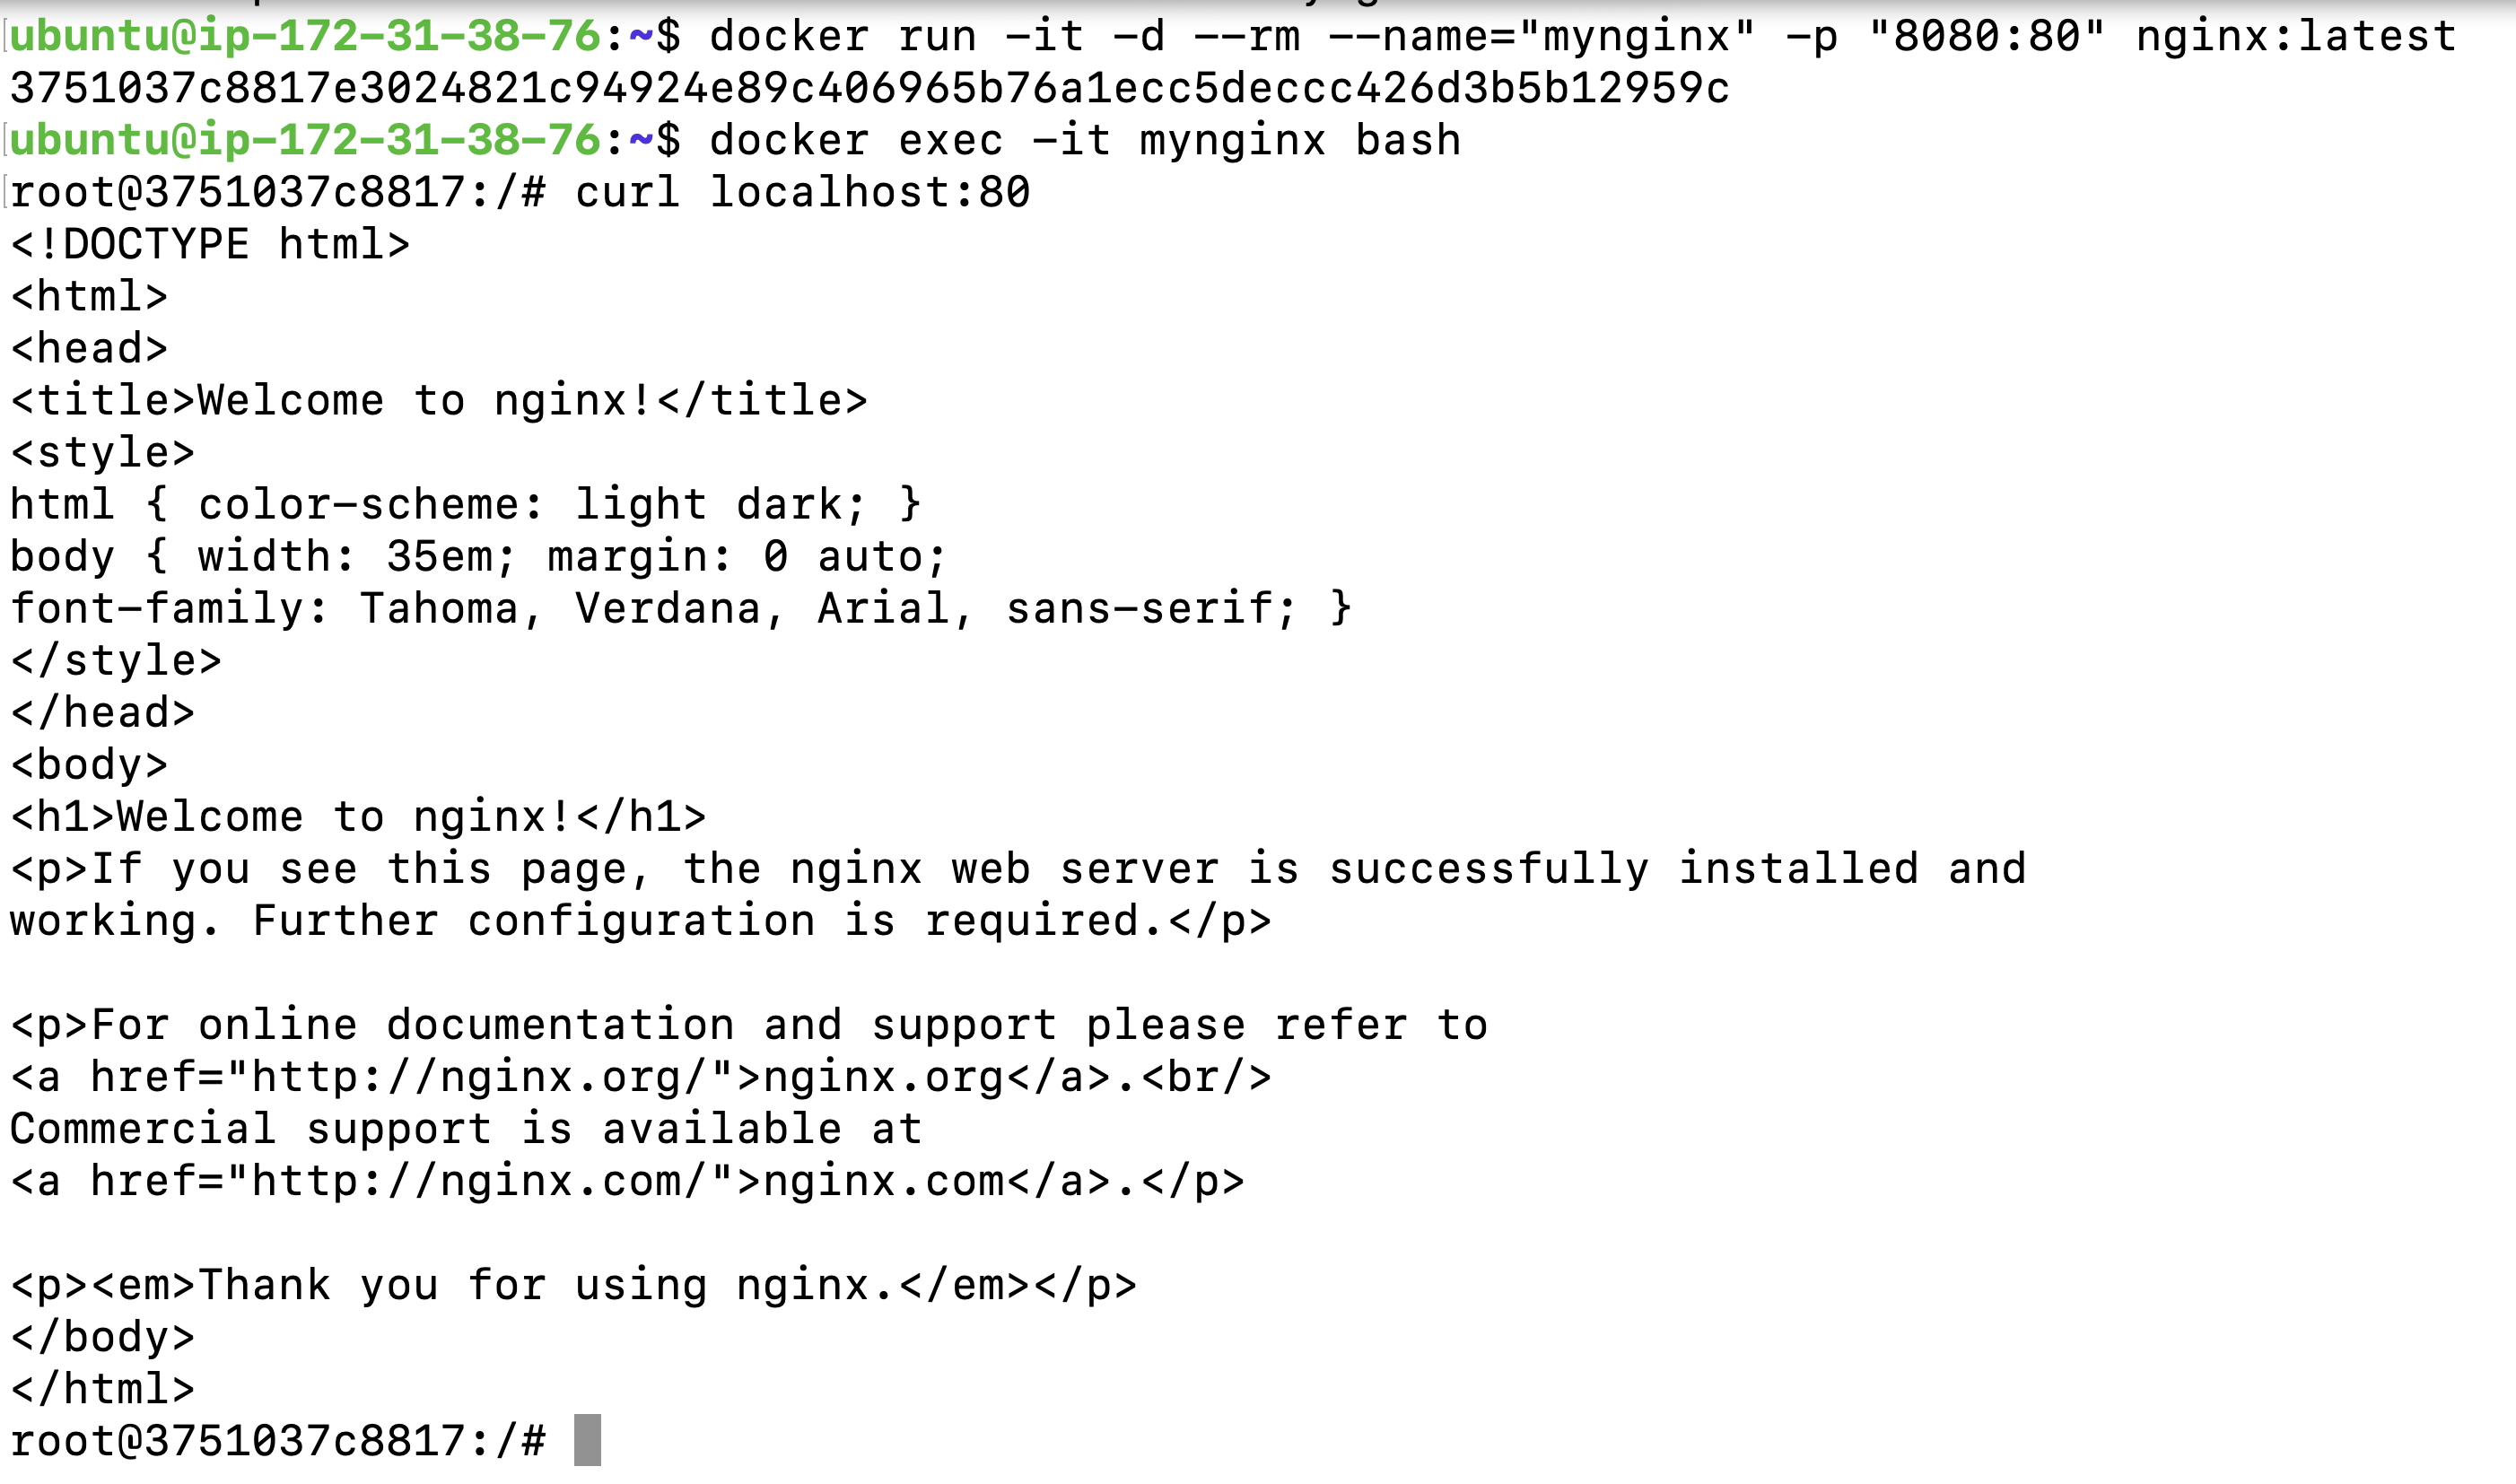 ubuntu@ip-172-31-38-76:~$ docker run -it -d --rm --name="mynginx" -p "8080:80" nginx:latest
3751037c8817e3024821c94924e89c406965b76a1ecc5deccc426d3b5b12959c
ubuntu@ip-172-31-38-76:~$ docker exec -it mynginx bash
root@3751037c8817:/# curl localhost:80
<!DOCTYPE html>
<html>
<head>
<title>Welcome to nginx!</title>
<style>
html { color-scheme: light dark; }
body { width: 35em; margin: 0 auto;
font-family: Tahoma, Verdana, Arial, sans-serif; }
</style>
</head>
<body>
<h1>Welcome to nginx!</h1>
<p>If you see this page, the nginx web server is successfully installed and
working. Further configuration is required.</p>

<p>For online documentation and support please refer to
<a href="http://nginx.org/">nginx.org</a>.<br/>
Commercial support is available at
<a href="http://nginx.com/">nginx.com</a>.</p>

<p><em>Thank you for using nginx.</em></p>
</body>
</html>
root@3751037c8817:/#